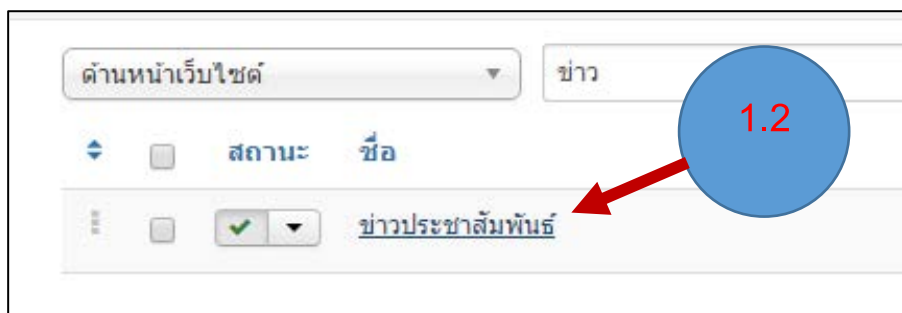 ด้านหน้าเว็บไซต์ ข่าว
1.2
สถานะ ชื่อ
ข่าวประชาสัมพันธ์